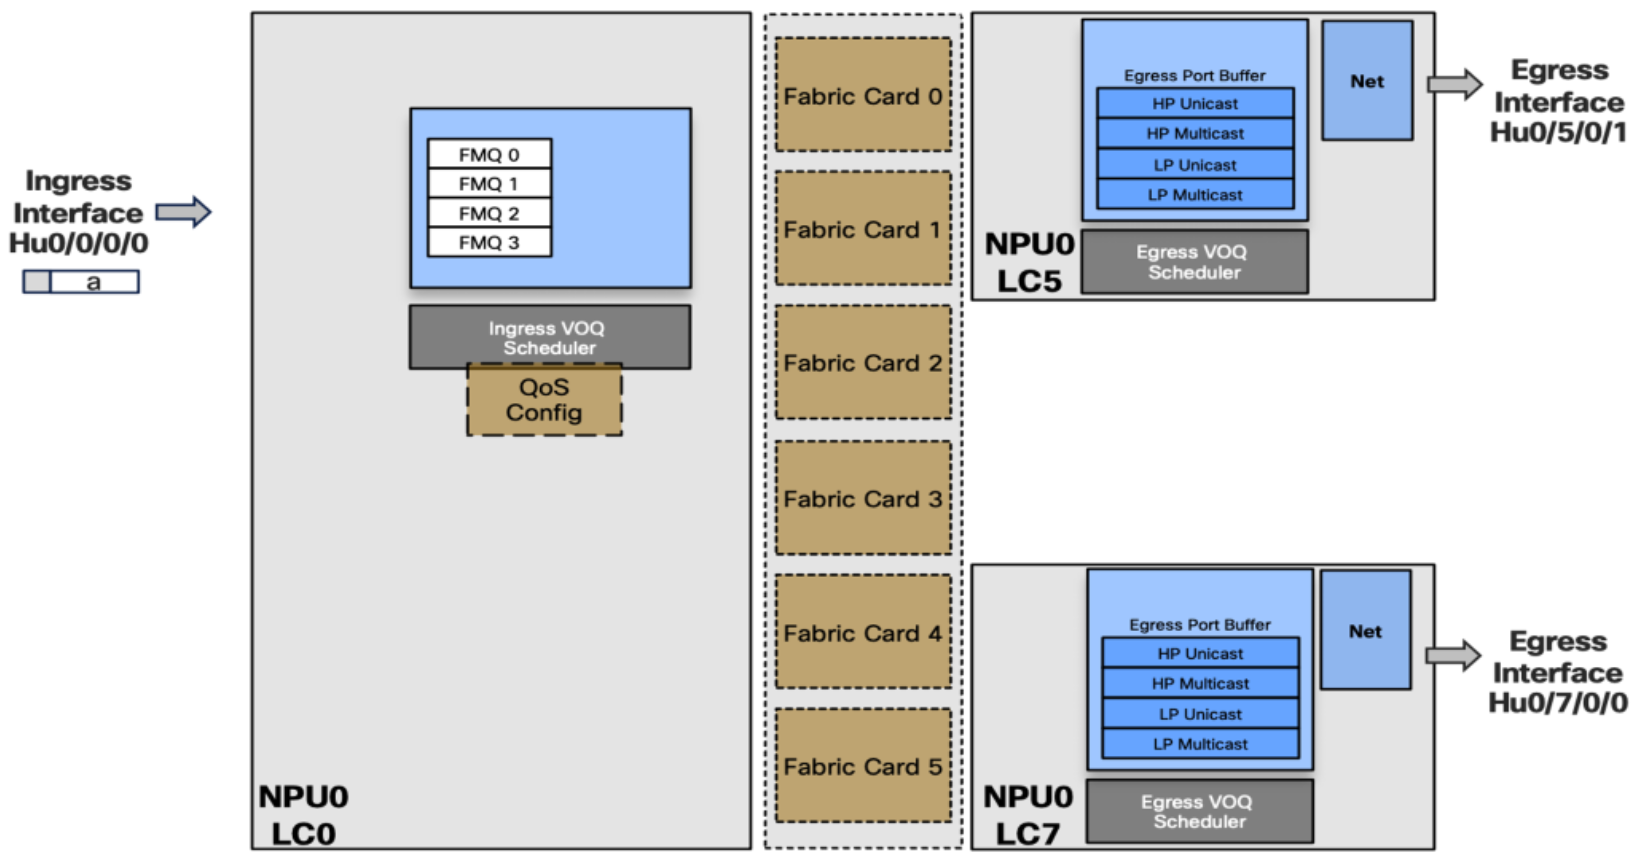 Ingress
Interface
Hu0/0/0/0
a
FMQ 0
FMQ 1
FMQ 2
FMQ 3
Ingress VOQ
Scheduler
QoS
Config
NPU0
LC0
Fabric Card 0
Fabric Card 1
Fabric Card 2
Fabric Card 3
Fabric Card 4
Fabric Card 5
Egress Port Buffer
HP Unicast
HP Multicast
LP Unicast
LP Multicast
Net
NPU0
LC5
Egress VOQ
Scheduler
Egress
Interface
Hu0/5/0/1
Egress Port Buffer
HP Unicast
HP Multicast
LP Unicast
LP Multicast
Net
NPU0
LC7
Egress VOQ
Scheduler
Egress
Interface
Hu0/7/0/0